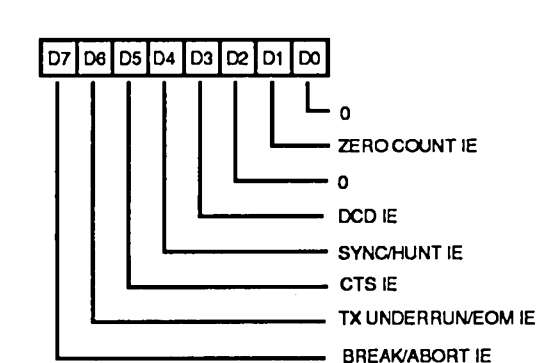 D7 D6 D5 D4 D3 D2 D1 D0
0
ZERO COUNT IE
0
DCD IE
SYNC/HUNT IE
CTS IE
TX UNDERRUN/EOM IE
BREAK/ABORT IE